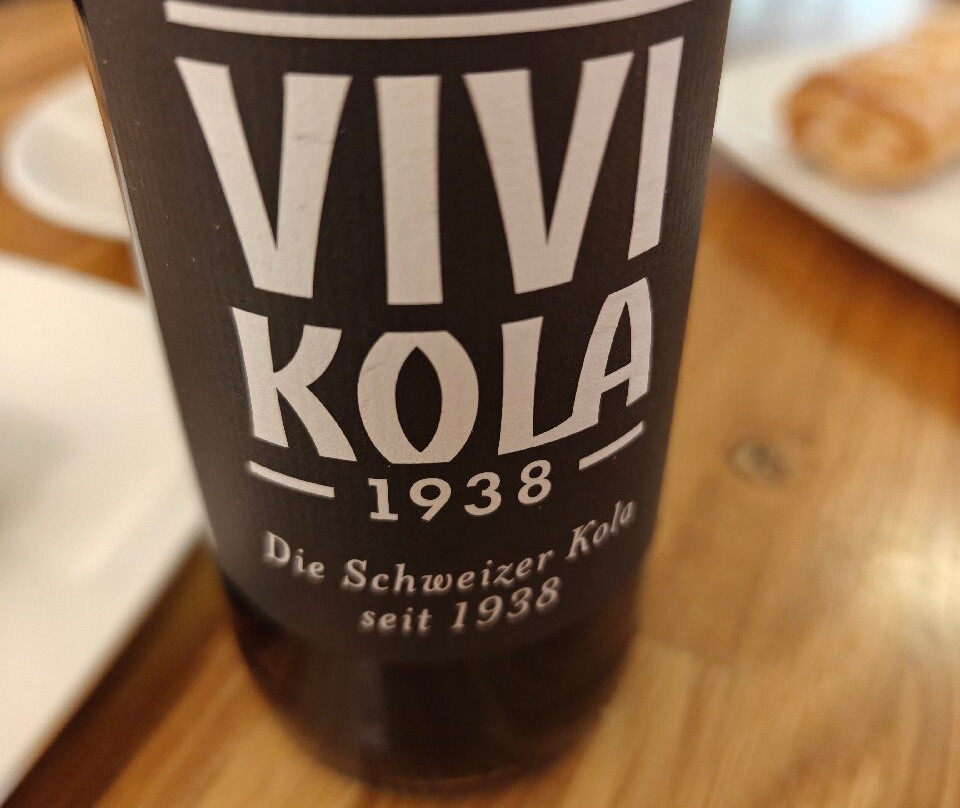 VIVI
KOLA
1938
Die Schweizer Kola
seit 1938